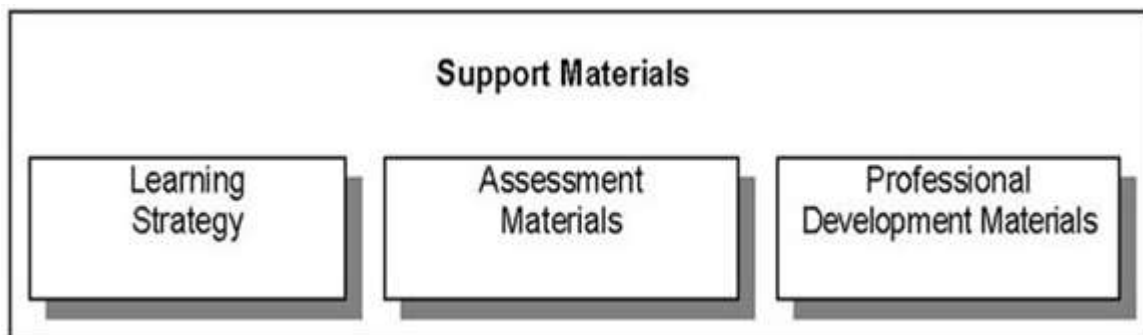 Support Materials
Learning
Strategy
Assessment
Materials
Professional
Development Materials